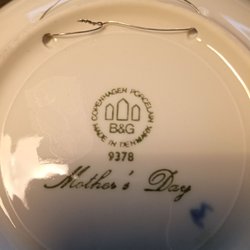 COPENHAGEN PORCELAIN
B&G
MADE IN DENMARK
9378
Mother's Day